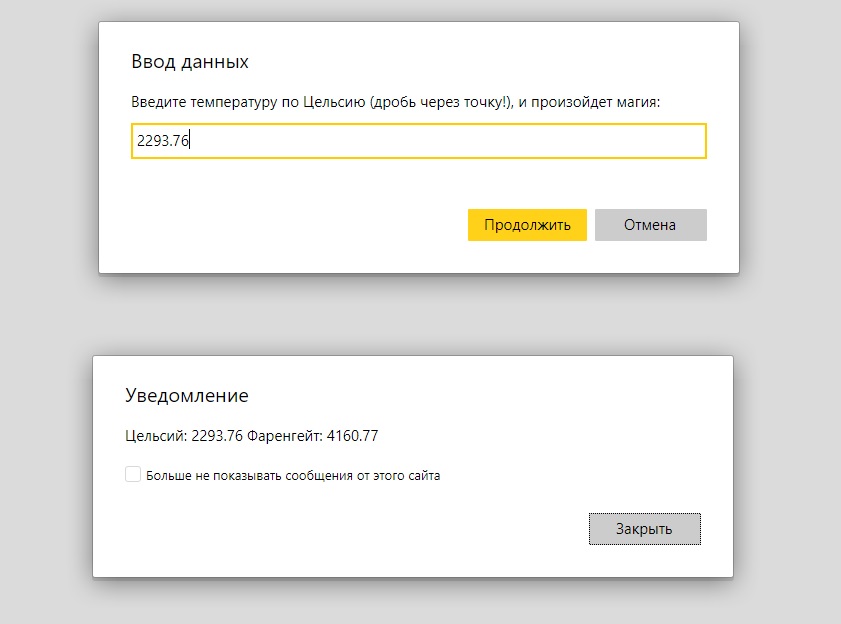 Ввод данных
Введите температуру по Цельсию (дробь через точку!), и произойдет магия:
2293.76
Продолжить
Отмена
Уведомление
Цельсий: 2293.76 Фаренгейт: 4160.77
Больше не показывать сообщения от этого сайта
Закрыть